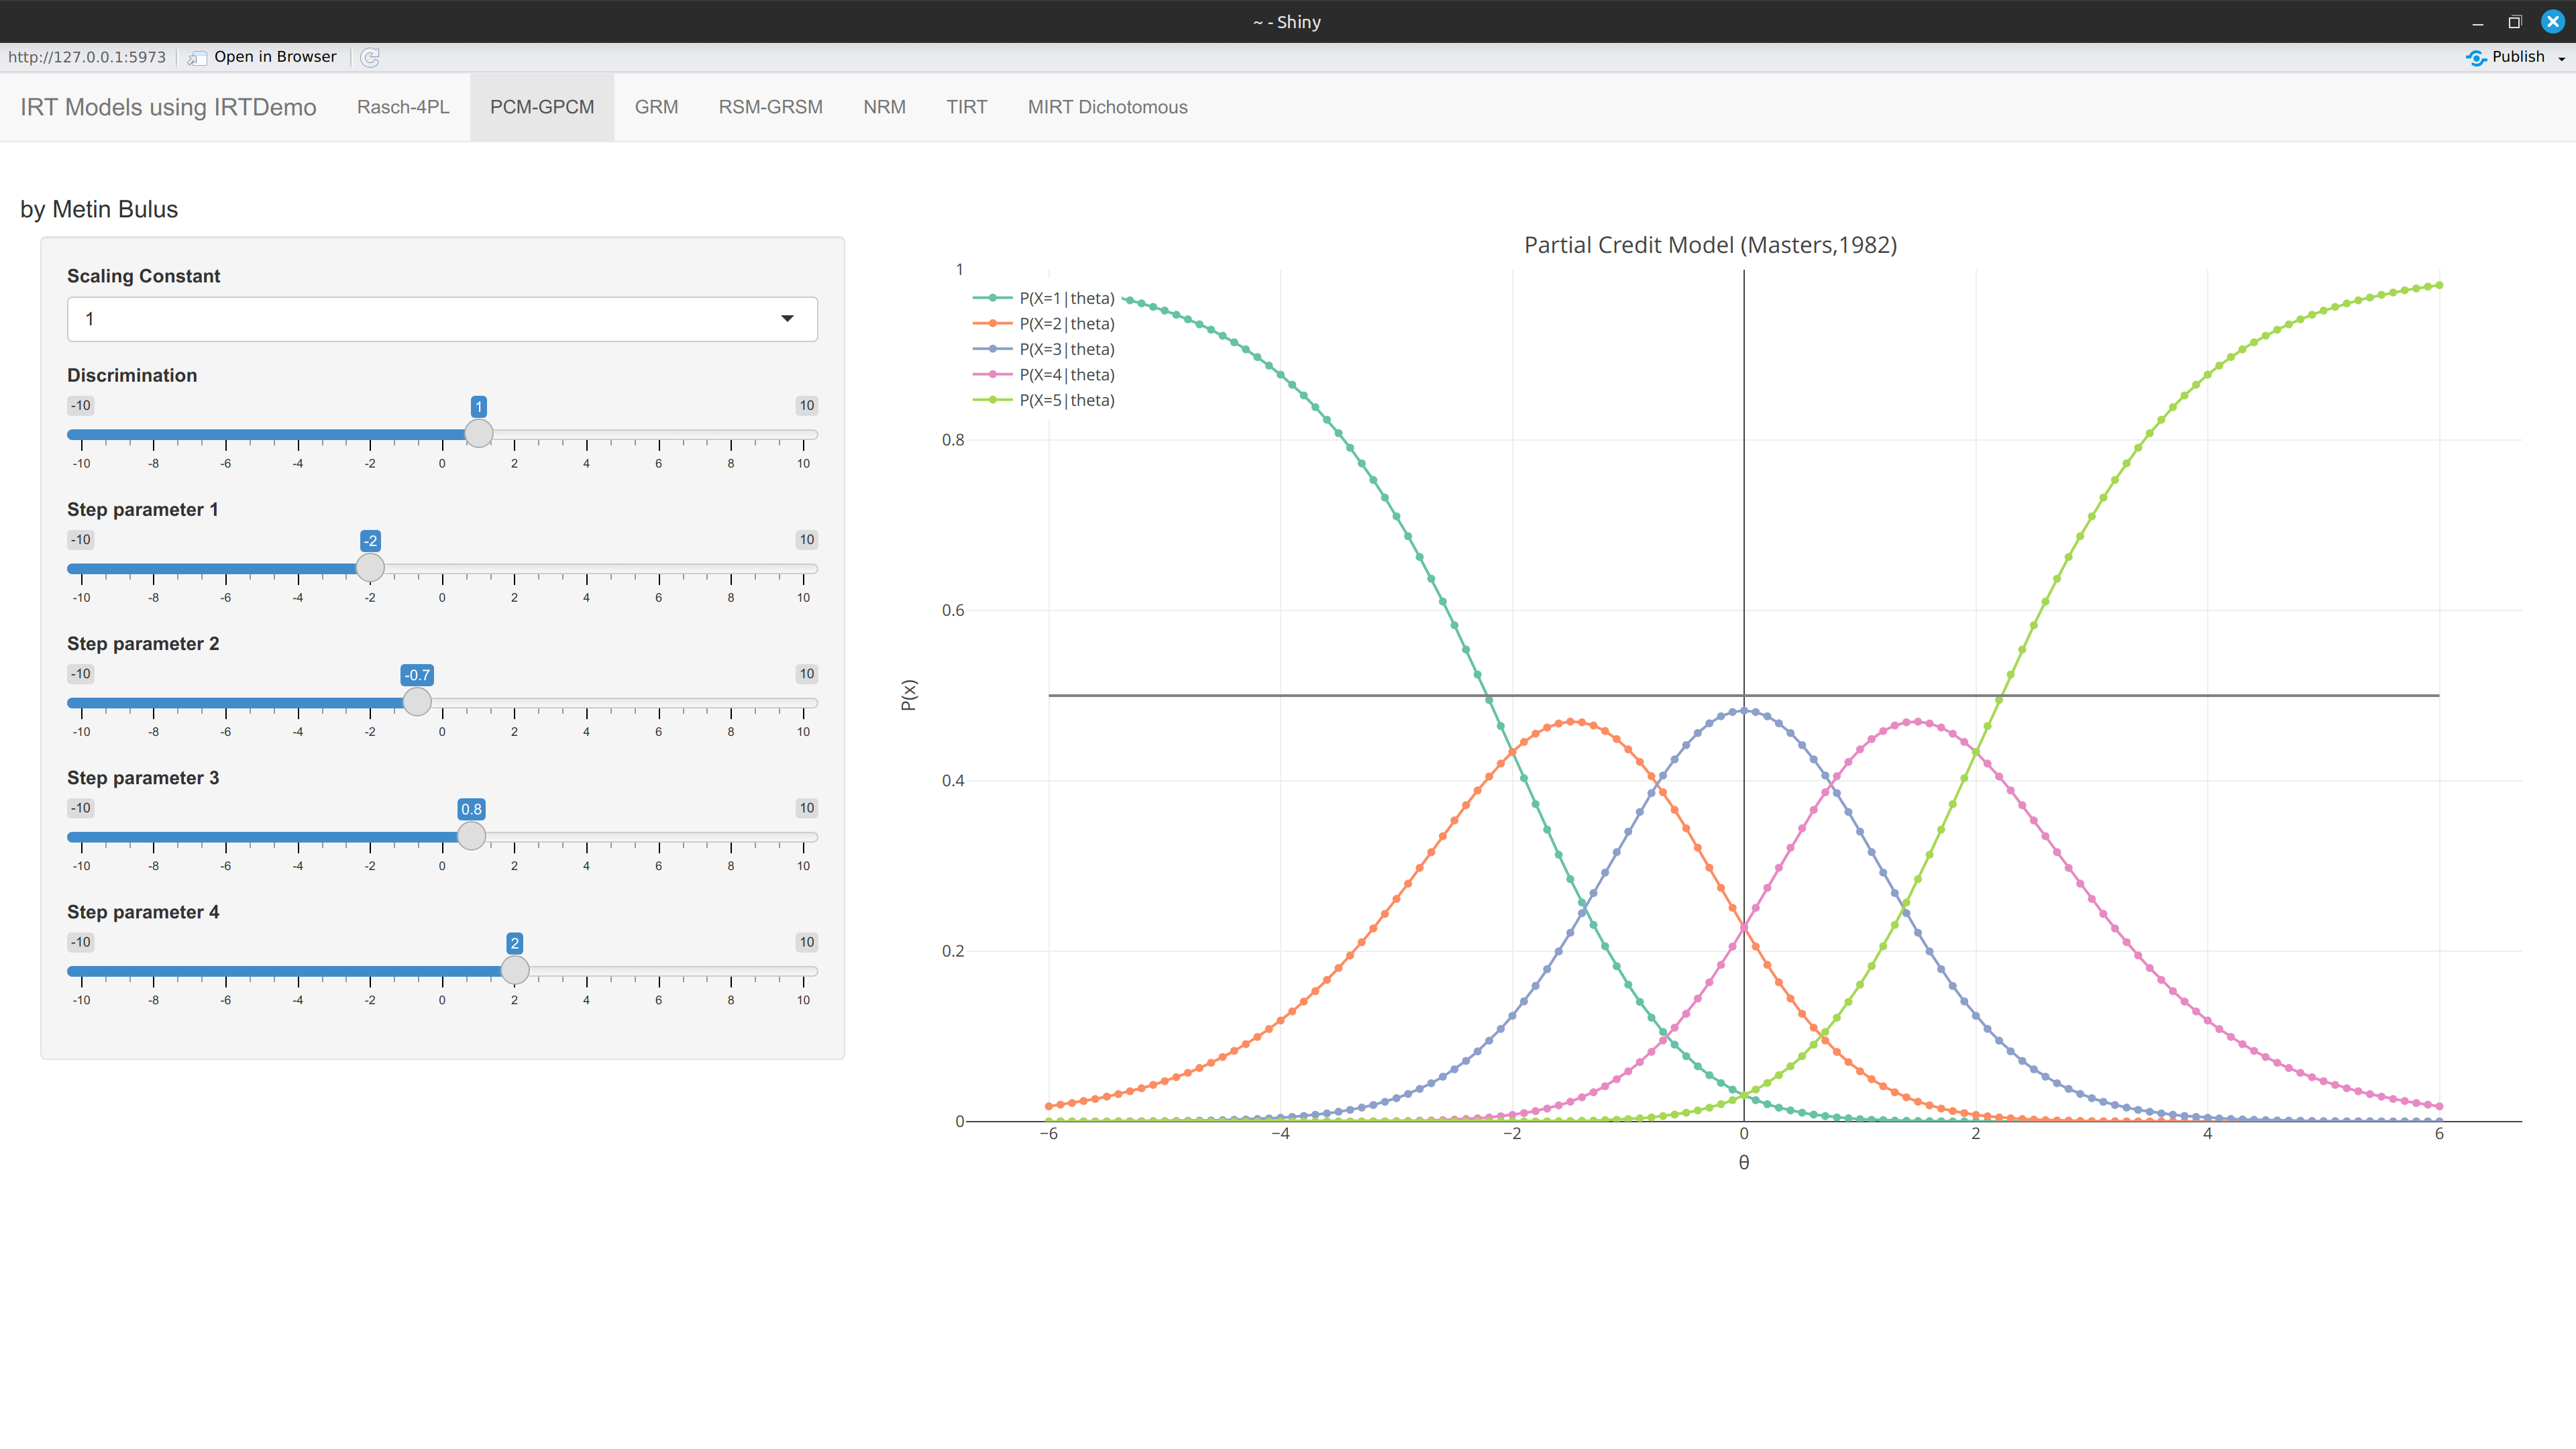 ~ - Shiny
http://127.0.0.1:5973 Open in Browser Publish
IRT Models using IRTDemo Rasch-4PL PCM-GPCM GRM RSM-GRSM NRM TIRT MIRT Dichotomous
by Metin Bulus
Scaling Constant
1
Discrimination
-10 1 10
-10 -8 -6 -4 -2 0 2 4 6 8 10
Step parameter 1
-10 -2 10
-10 -8 -6 -4 -2 0 2 4 6 8 10
Step parameter 2
-10 -0.7 10
-10 -8 -6 -4 -2 0 2 4 6 8 10
Step parameter 3
-10 0.8 10
-10 -8 -6 -4 -2 0 2 4 6 8 10
Step parameter 4
-10 2 10
-10 -8 -6 -4 -2 0 2 4 6 8 10
Partial Credit Model (Masters,1982)
P(X=1|theta)
P(X=2|theta)
P(X=3|theta)
P(X=4|theta)
P(X=5|theta)
1
0.8
0.6
0.4
0.2
0
P(x)
−6 −4 −2 0 2 4 6
θ